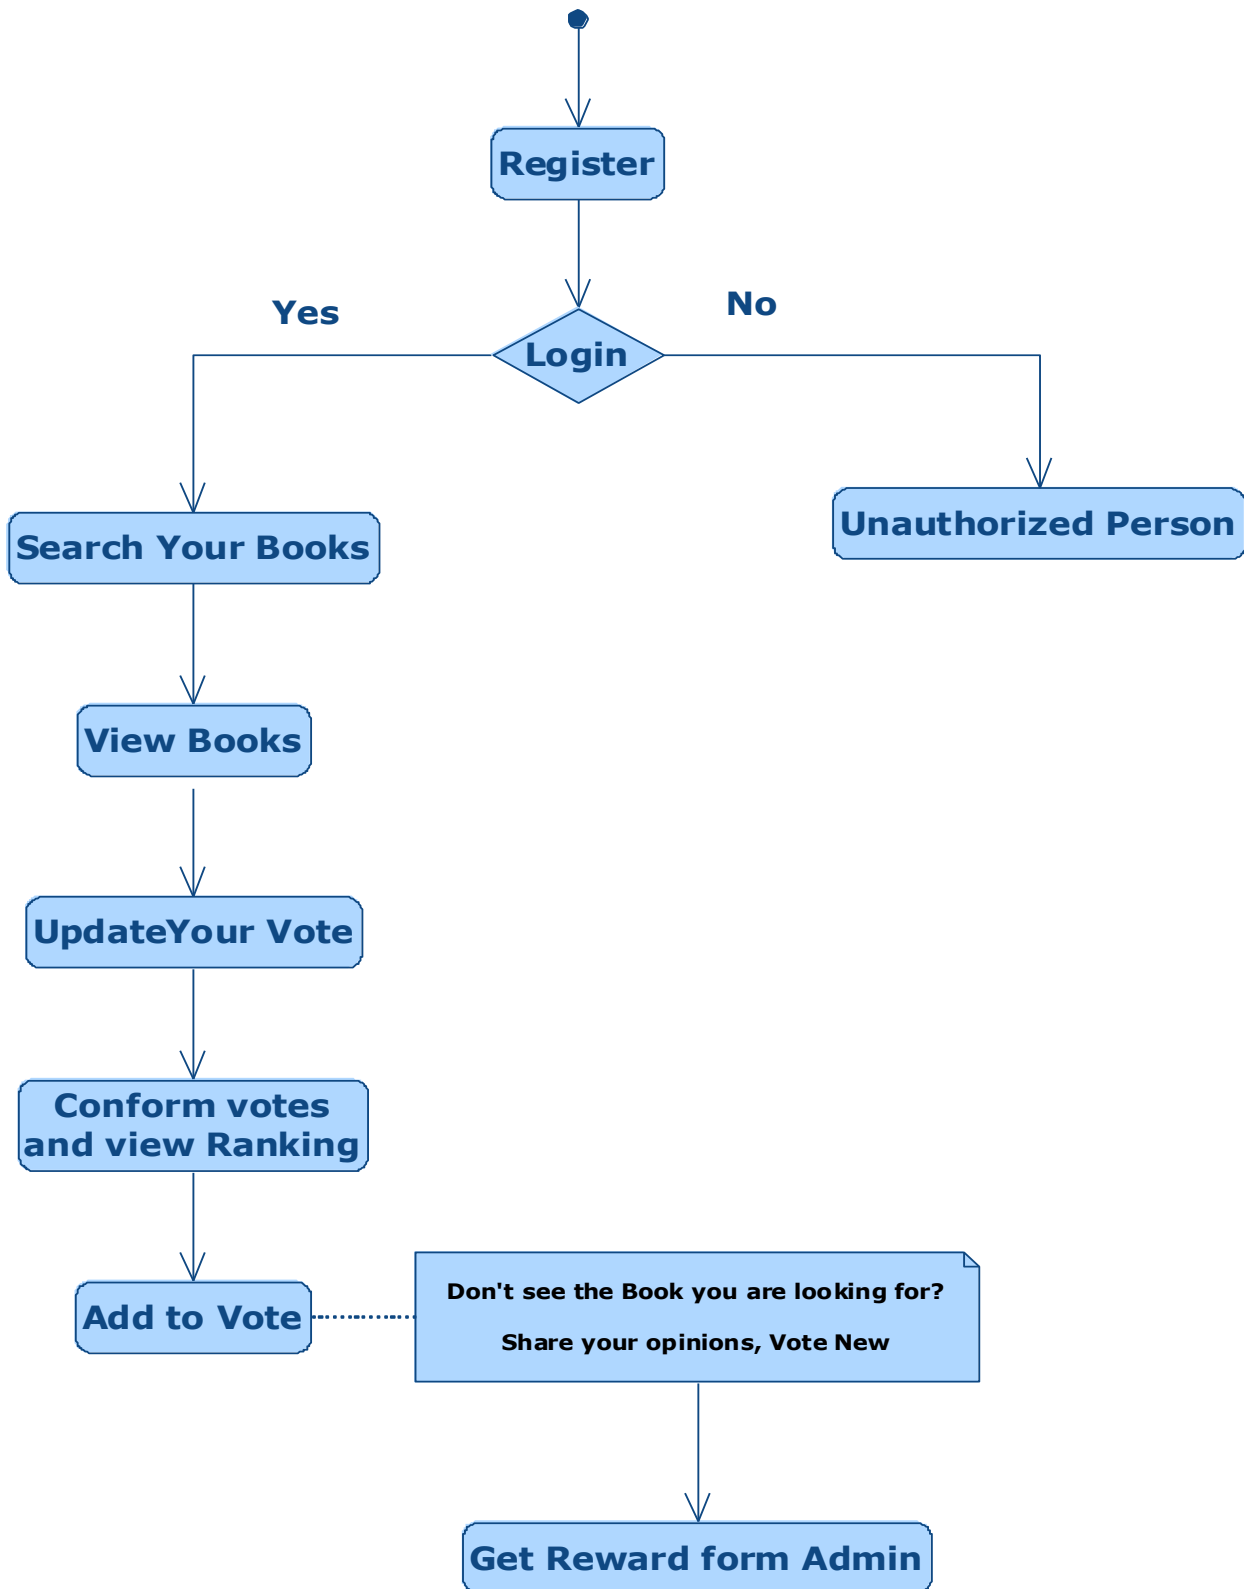 Register
Yes
No
Login
Search Your Books
Unauthorized Person
View Books
UpdateYour Vote
Conform votes
and view Ranking
Add to Vote
Don't see the Book you are looking for?
Share your opinions, Vote New
Get Reward form Admin